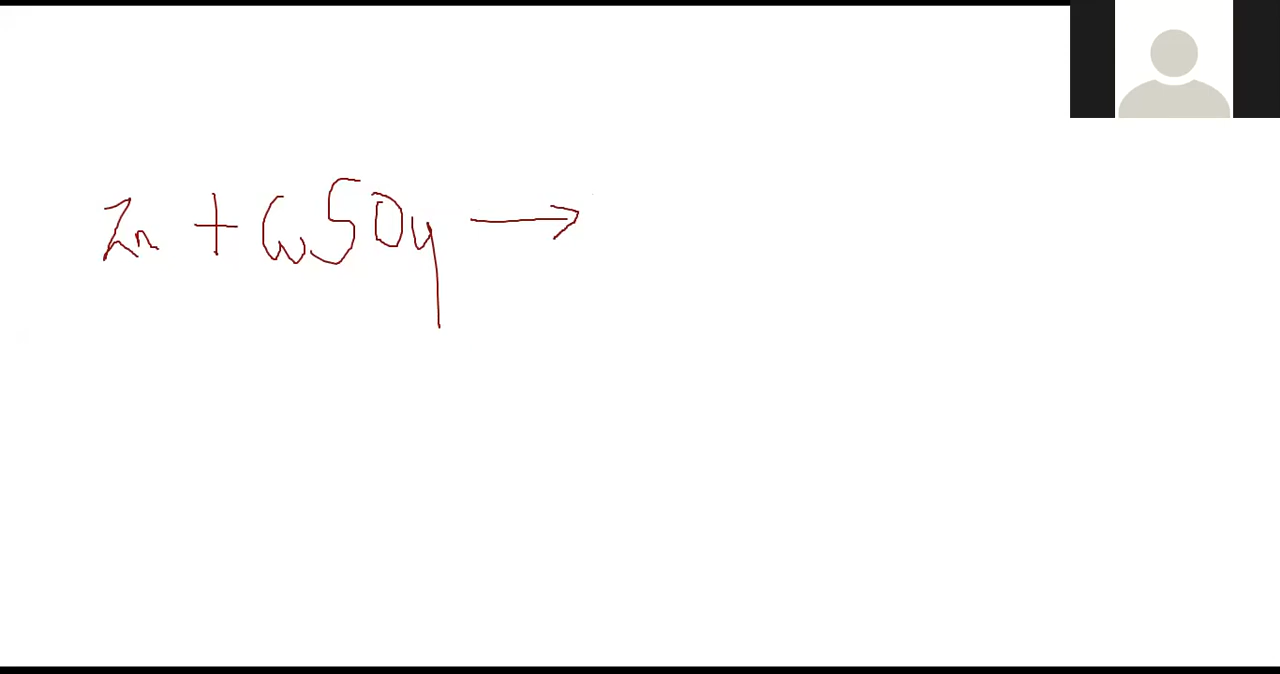 Zn + CuSO4 →